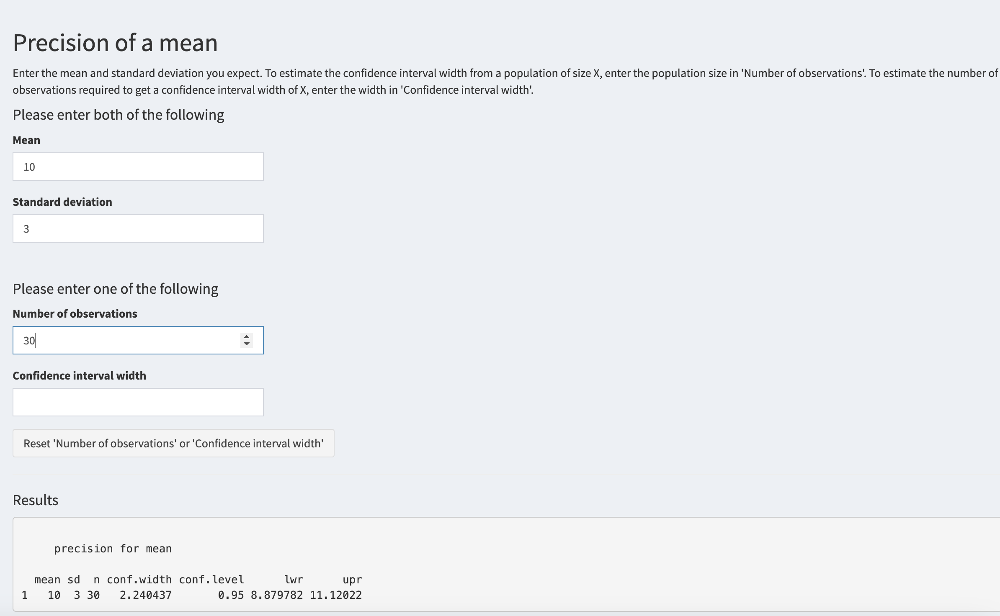 Precision of a mean
Enter the mean and standard deviation you expect. To estimate the confidence interval width from a population of size X, enter the population size in 'Number of observations'. To estimate the number of
observations required to get a confidence interval width of X, enter the width in 'Confidence interval width'.
Please enter both of the following
Mean
10
Standard deviation
3
Please enter one of the following
Number of observations
30
Confidence interval width
Reset 'Number of observations' or 'Confidence interval width'
Results
precision for mean
mean sd n conf.width conf.level lwr upr
1 10 3 30 2.240437 0.95 8.879782 11.12022